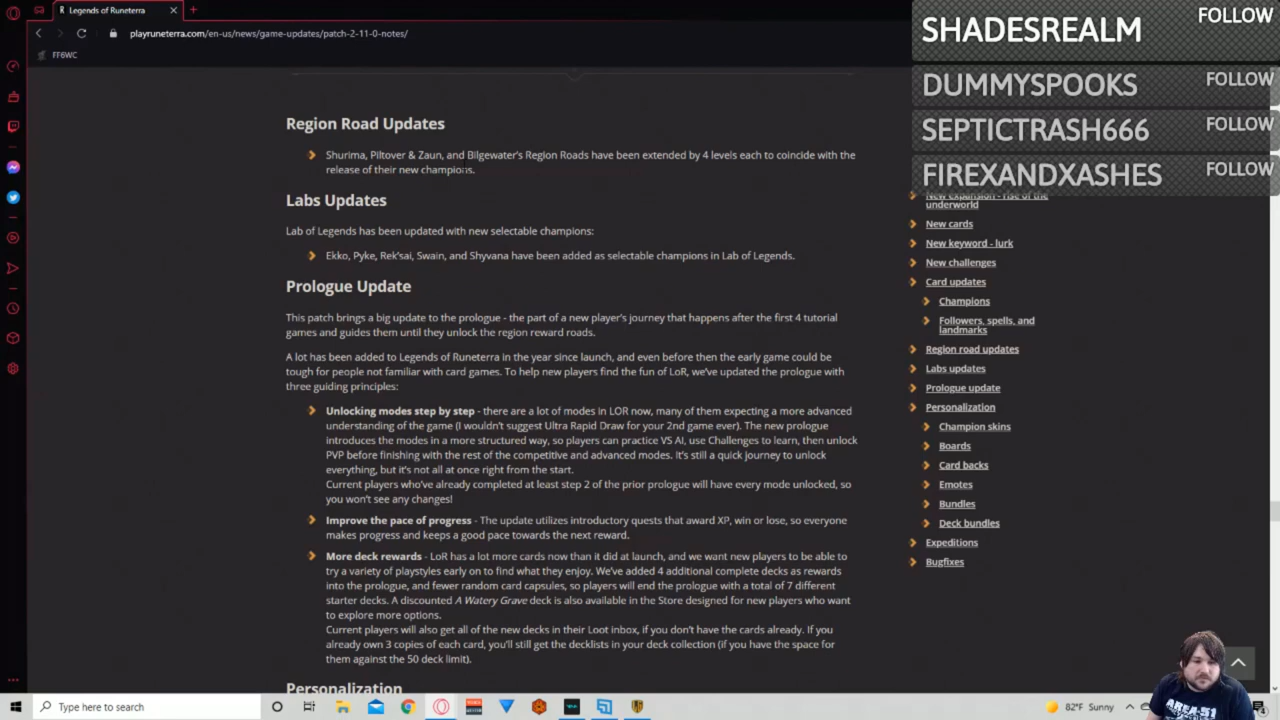 Legends of Runeterra
playruneterra.com/en-us/news/game-updates/patch-2-11-0-notes/
FF6WC
SHADESREALM
FOLLOW
DUMMYSPOOKS
FOLLOW
SEPTICTRASH666
FOLLOW
FIREXANDXASHES
FOLLOW
Region Road Updates
Shurima, Piltover & Zaun, and Bilgewater's Region Roads have been extended by 4 levels each to coincide with the
release of their new champions.
Labs Updates
Lab of Legends has been updated with new selectable champions:
Ekko, Pyke, Rek'sai, Swain, and Shyvana have been added as selectable champions in Lab of Legends.
Prologue Update
This patch brings a big update to the prologue - the part of a new player's journey that happens after the first 4 tutorial
games and guides them until they unlock the region reward roads.
A lot has been added to Legends of Runeterra in the year since launch, and even before then the early game could be
tough for people not familiar with card games. To help new players find the fun of LoR, we've updated the prologue with
three guiding principles:
Unlocking modes step by step - there are a lot of modes in LOR now, many of them expecting a more advanced
understanding of the game (I wouldn't suggest Ultra Rapid Draw for your 2nd game ever). The new prologue
introduces the modes in a more structured way, so players can practice VS AI, use Challenges to learn, then unlock
PVP before finishing with the rest of the competitive and advanced modes. It's still a quick journey to unlock
everything, but it's not all at once right from the start.
Current players who've already completed at least step 2 of the prior prologue will have every mode unlocked, so
you won't see any changes!
Improve the pace of progress - The update utilizes introductory quests that award XP, win or lose, so everyone
makes progress and keeps a good pace towards the next reward.
More deck rewards - LoR has a lot more cards now than it did at launch, and we want new players to be able to
try a variety of playstyles early on to find what they enjoy. We've added 4 additional complete decks as rewards
into the prologue, and fewer random card capsules, so players will end the prologue with a total of 7 different
starter decks. A discounted A Watery Grave deck is also available in the Store designed for new players who want
to explore more options.
Current players will also get all of the new decks in their Loot inbox, if you don't have the cards already. If you
already own 3 copies of each card, you'll still get the decklists in your deck collection (if you have the space for
them against the 50 deck limit).
Personalization
New expansion - rise of the
underworld
New cards
New keyword - lurk
New challenges
Card updates
Champions
Followers, spells, and
landmarks
Region road updates
Labs updates
Prologue update
Personalization
Champion skins
Boards
Card backs
Emotes
Bundles
Deck bundles
Expeditions
Bugfixes
AREA-51
Type here to search
82°F Sunny